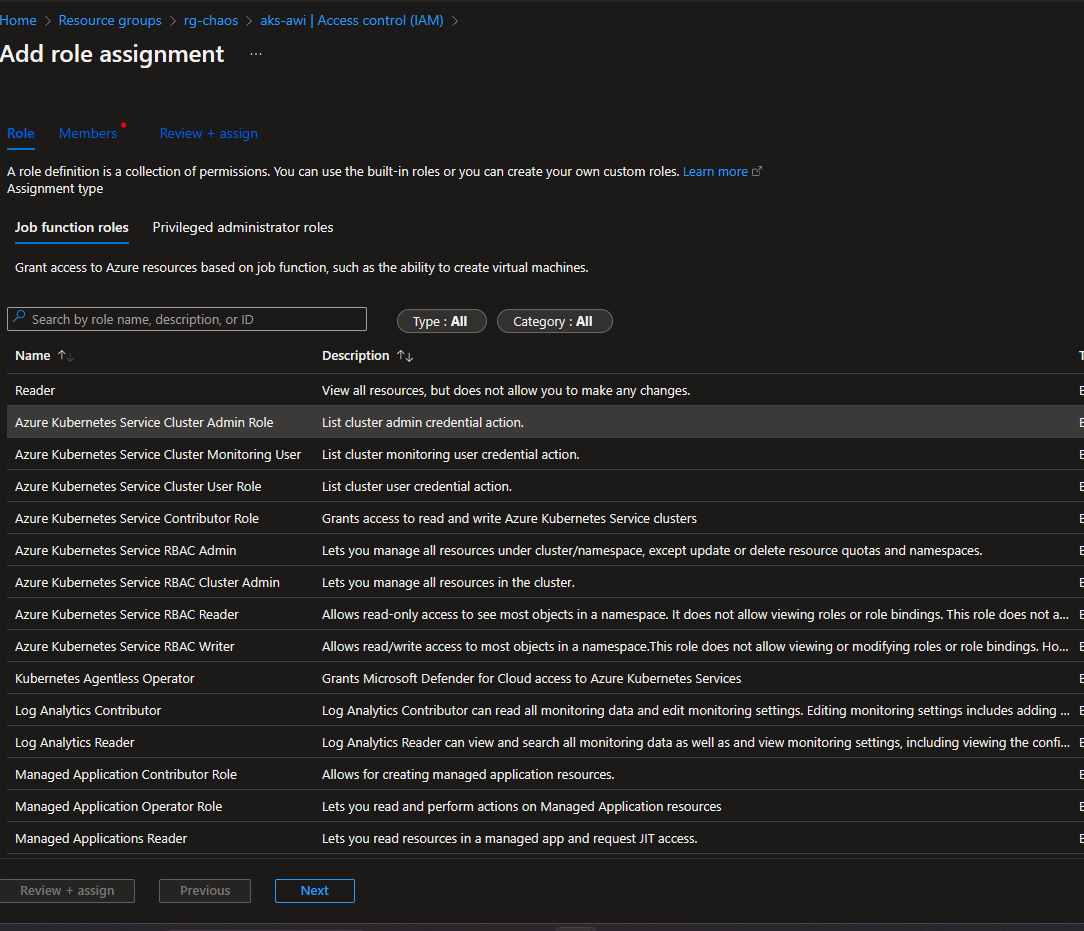 Home > Resource groups > rg-chaos > aks-awi | Access control (IAM) >
Add role assignment ...
Role Members Review + assign
A role definition is a collection of permissions. You can use the built-in roles or you can create your own custom roles. Learn more
Assignment type
Job function roles Privileged administrator roles
Grant access to Azure resources based on job function, such as the ability to create virtual machines.
Search by role name, description, or ID Type : All Category : All
Name ↑↓ Description ↑↓
Reader View all resources, but does not allow you to make any changes.
Azure Kubernetes Service Cluster Admin Role List cluster admin credential action.
Azure Kubernetes Service Cluster Monitoring User List cluster monitoring user credential action.
Azure Kubernetes Service Cluster User Role List cluster user credential action.
Azure Kubernetes Service Contributor Role Grants access to read and write Azure Kubernetes Service clusters
Azure Kubernetes Service RBAC Admin Lets you manage all resources under cluster/namespace, except update or delete resource quotas and namespaces.
Azure Kubernetes Service RBAC Cluster Admin Lets you manage all resources in the cluster.
Azure Kubernetes Service RBAC Reader Allows read-only access to see most objects in a namespace. It does not allow viewing roles or role bindings. This role does not a...
Azure Kubernetes Service RBAC Writer Allows read/write access to most objects in a namespace.This role does not allow viewing or modifying roles or role bindings. Ho...
Kubernetes Agentless Operator Grants Microsoft Defender for Cloud access to Azure Kubernetes Services
Log Analytics Contributor Log Analytics Contributor can read all monitoring data and edit monitoring settings. Editing monitoring settings includes adding ...
Log Analytics Reader Log Analytics Reader can view and search all monitoring data as well as and view monitoring settings, including viewing the confi...
Managed Application Contributor Role Allows for creating managed application resources.
Managed Application Operator Role Lets you read and perform actions on Managed Application resources
Managed Applications Reader Lets you read resources in a managed app and request JIT access.
Review + assign Previous Next